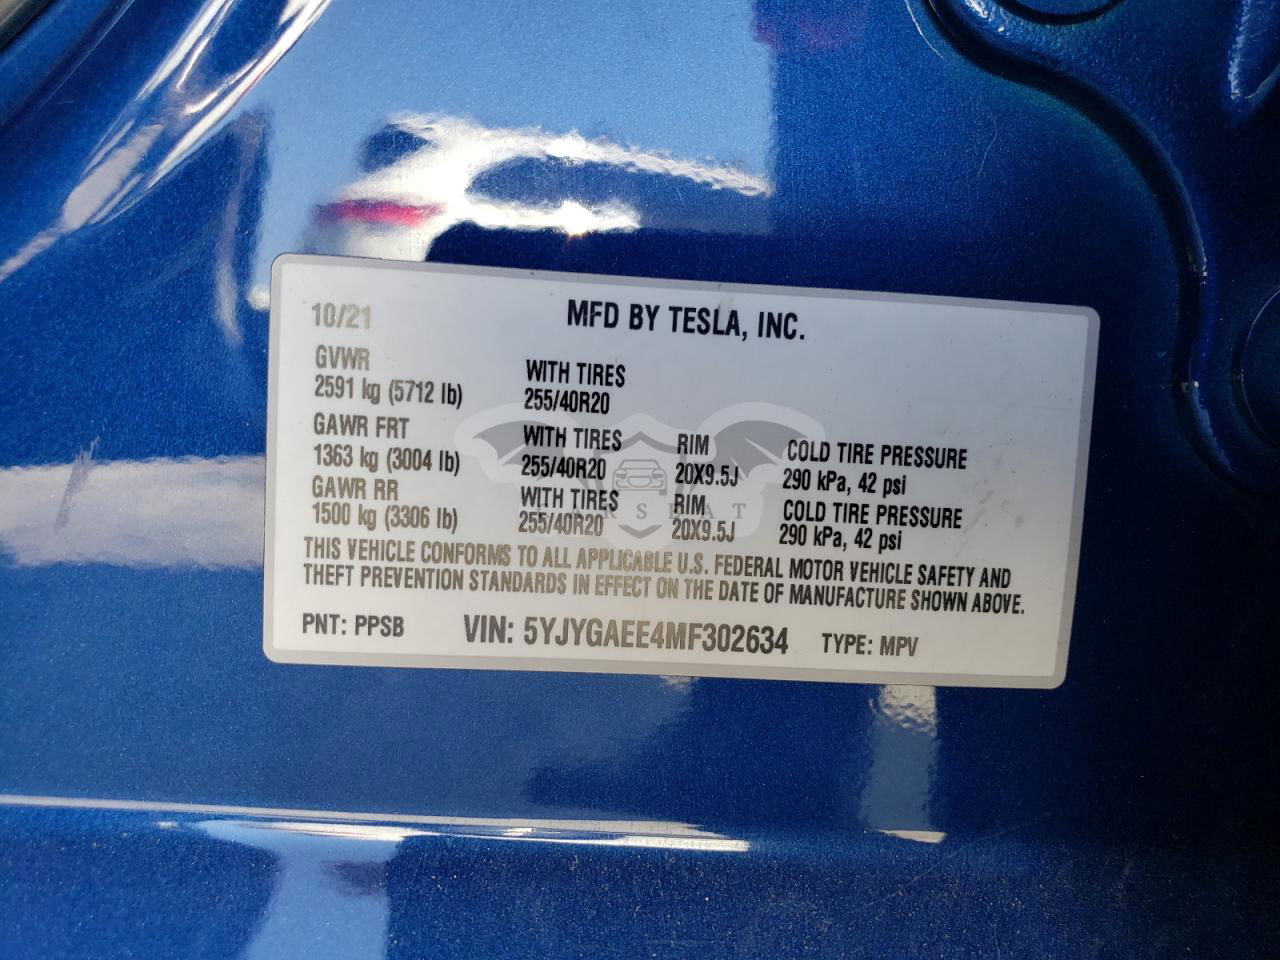 10/21 MFD BY TESLA, INC.
GVWR WITH TIRES
2591 kg (5712 lb) 255/40R20
GAWR FRT WITH TIRES RIM COLD TIRE PRESSURE
1363 kg (3004 lb) 255/40R20 20X9.5J 290 kPa, 42 psi
GAWR RR WITH TIRES RIM COLD TIRE PRESSURE
1500 kg (3306 lb) 255/40R20 20X9.5J 290 kPa, 42 psi
THIS VEHICLE CONFORMS TO ALL APPLICABLE U.S. FEDERAL MOTOR VEHICLE SAFETY AND
THEFT PREVENTION STANDARDS IN EFFECT ON THE DATE OF MANUFACTURE SHOWN ABOVE.
PNT: PPSB VIN: 5YJYGAEE4MF302634 TYPE: MPV